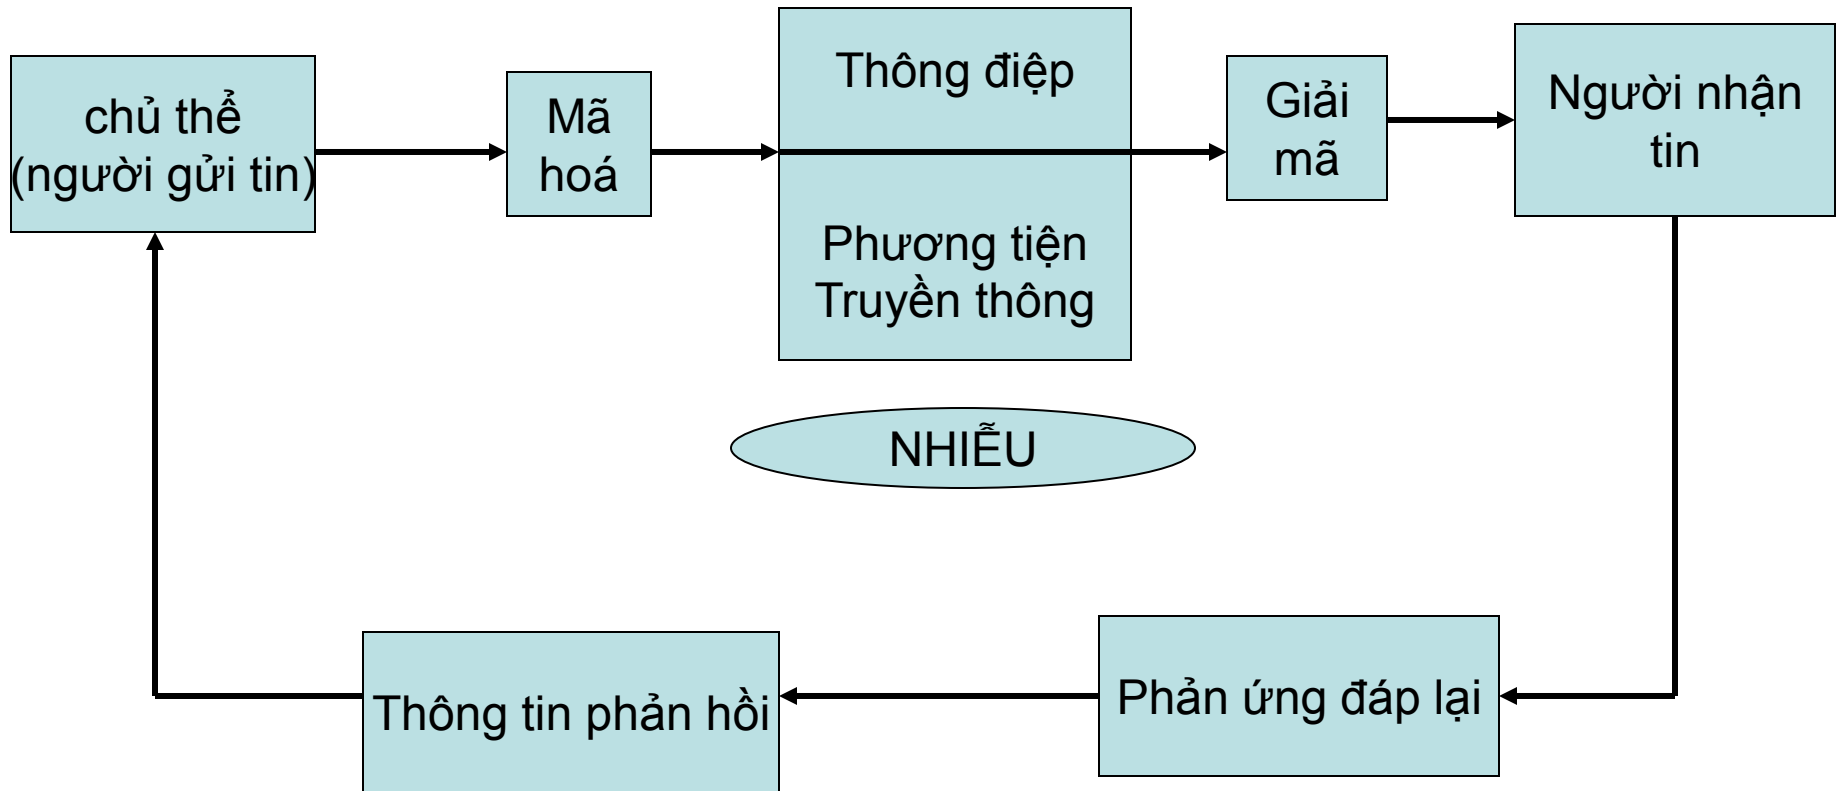 chủ thể
(người gửi tin)
Mã
hoá
Thông điệp
Phương tiện
Truyền thông
Giải
mã
Người nhận
tin
NHIỄU
Thông tin phản hồi
Phản ứng đáp lại